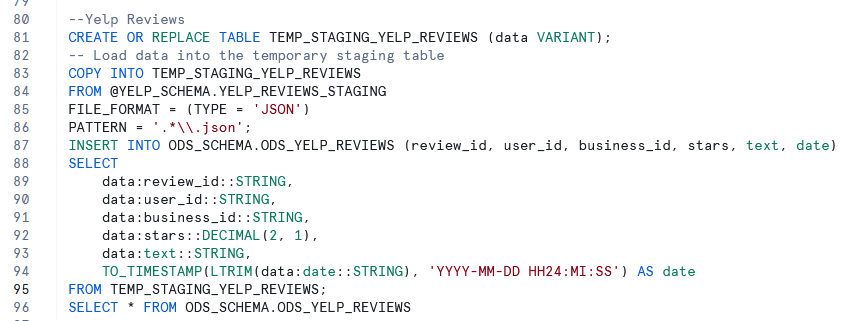 79
80 --Yelp Reviews
81 CREATE OR REPLACE TABLE TEMP_STAGING_YELP_REVIEWS (data VARIANT);
82 -- Load data into the temporary staging table
83 COPY INTO TEMP_STAGING_YELP_REVIEWS
84 FROM @YELP_SCHEMA.YELP_REVIEWS_STAGING
85 FILE_FORMAT = (TYPE = 'JSON')
86 PATTERN = '.*\\.json';
87 INSERT INTO ODS_SCHEMA.ODS_YELP_REVIEWS (review_id, user_id, business_id, stars, text, date)
88 SELECT
89     data:review_id::STRING,
90     data:user_id::STRING,
91     data:business_id::STRING,
92     data:stars::DECIMAL(2, 1),
93     data:text::STRING,
94     TO_TIMESTAMP(LTRIM(data:date::STRING), 'YYYY-MM-DD HH24:MI:SS') AS date
95 FROM TEMP_STAGING_YELP_REVIEWS;
96 SELECT * FROM ODS_SCHEMA.ODS_YELP_REVIEWS